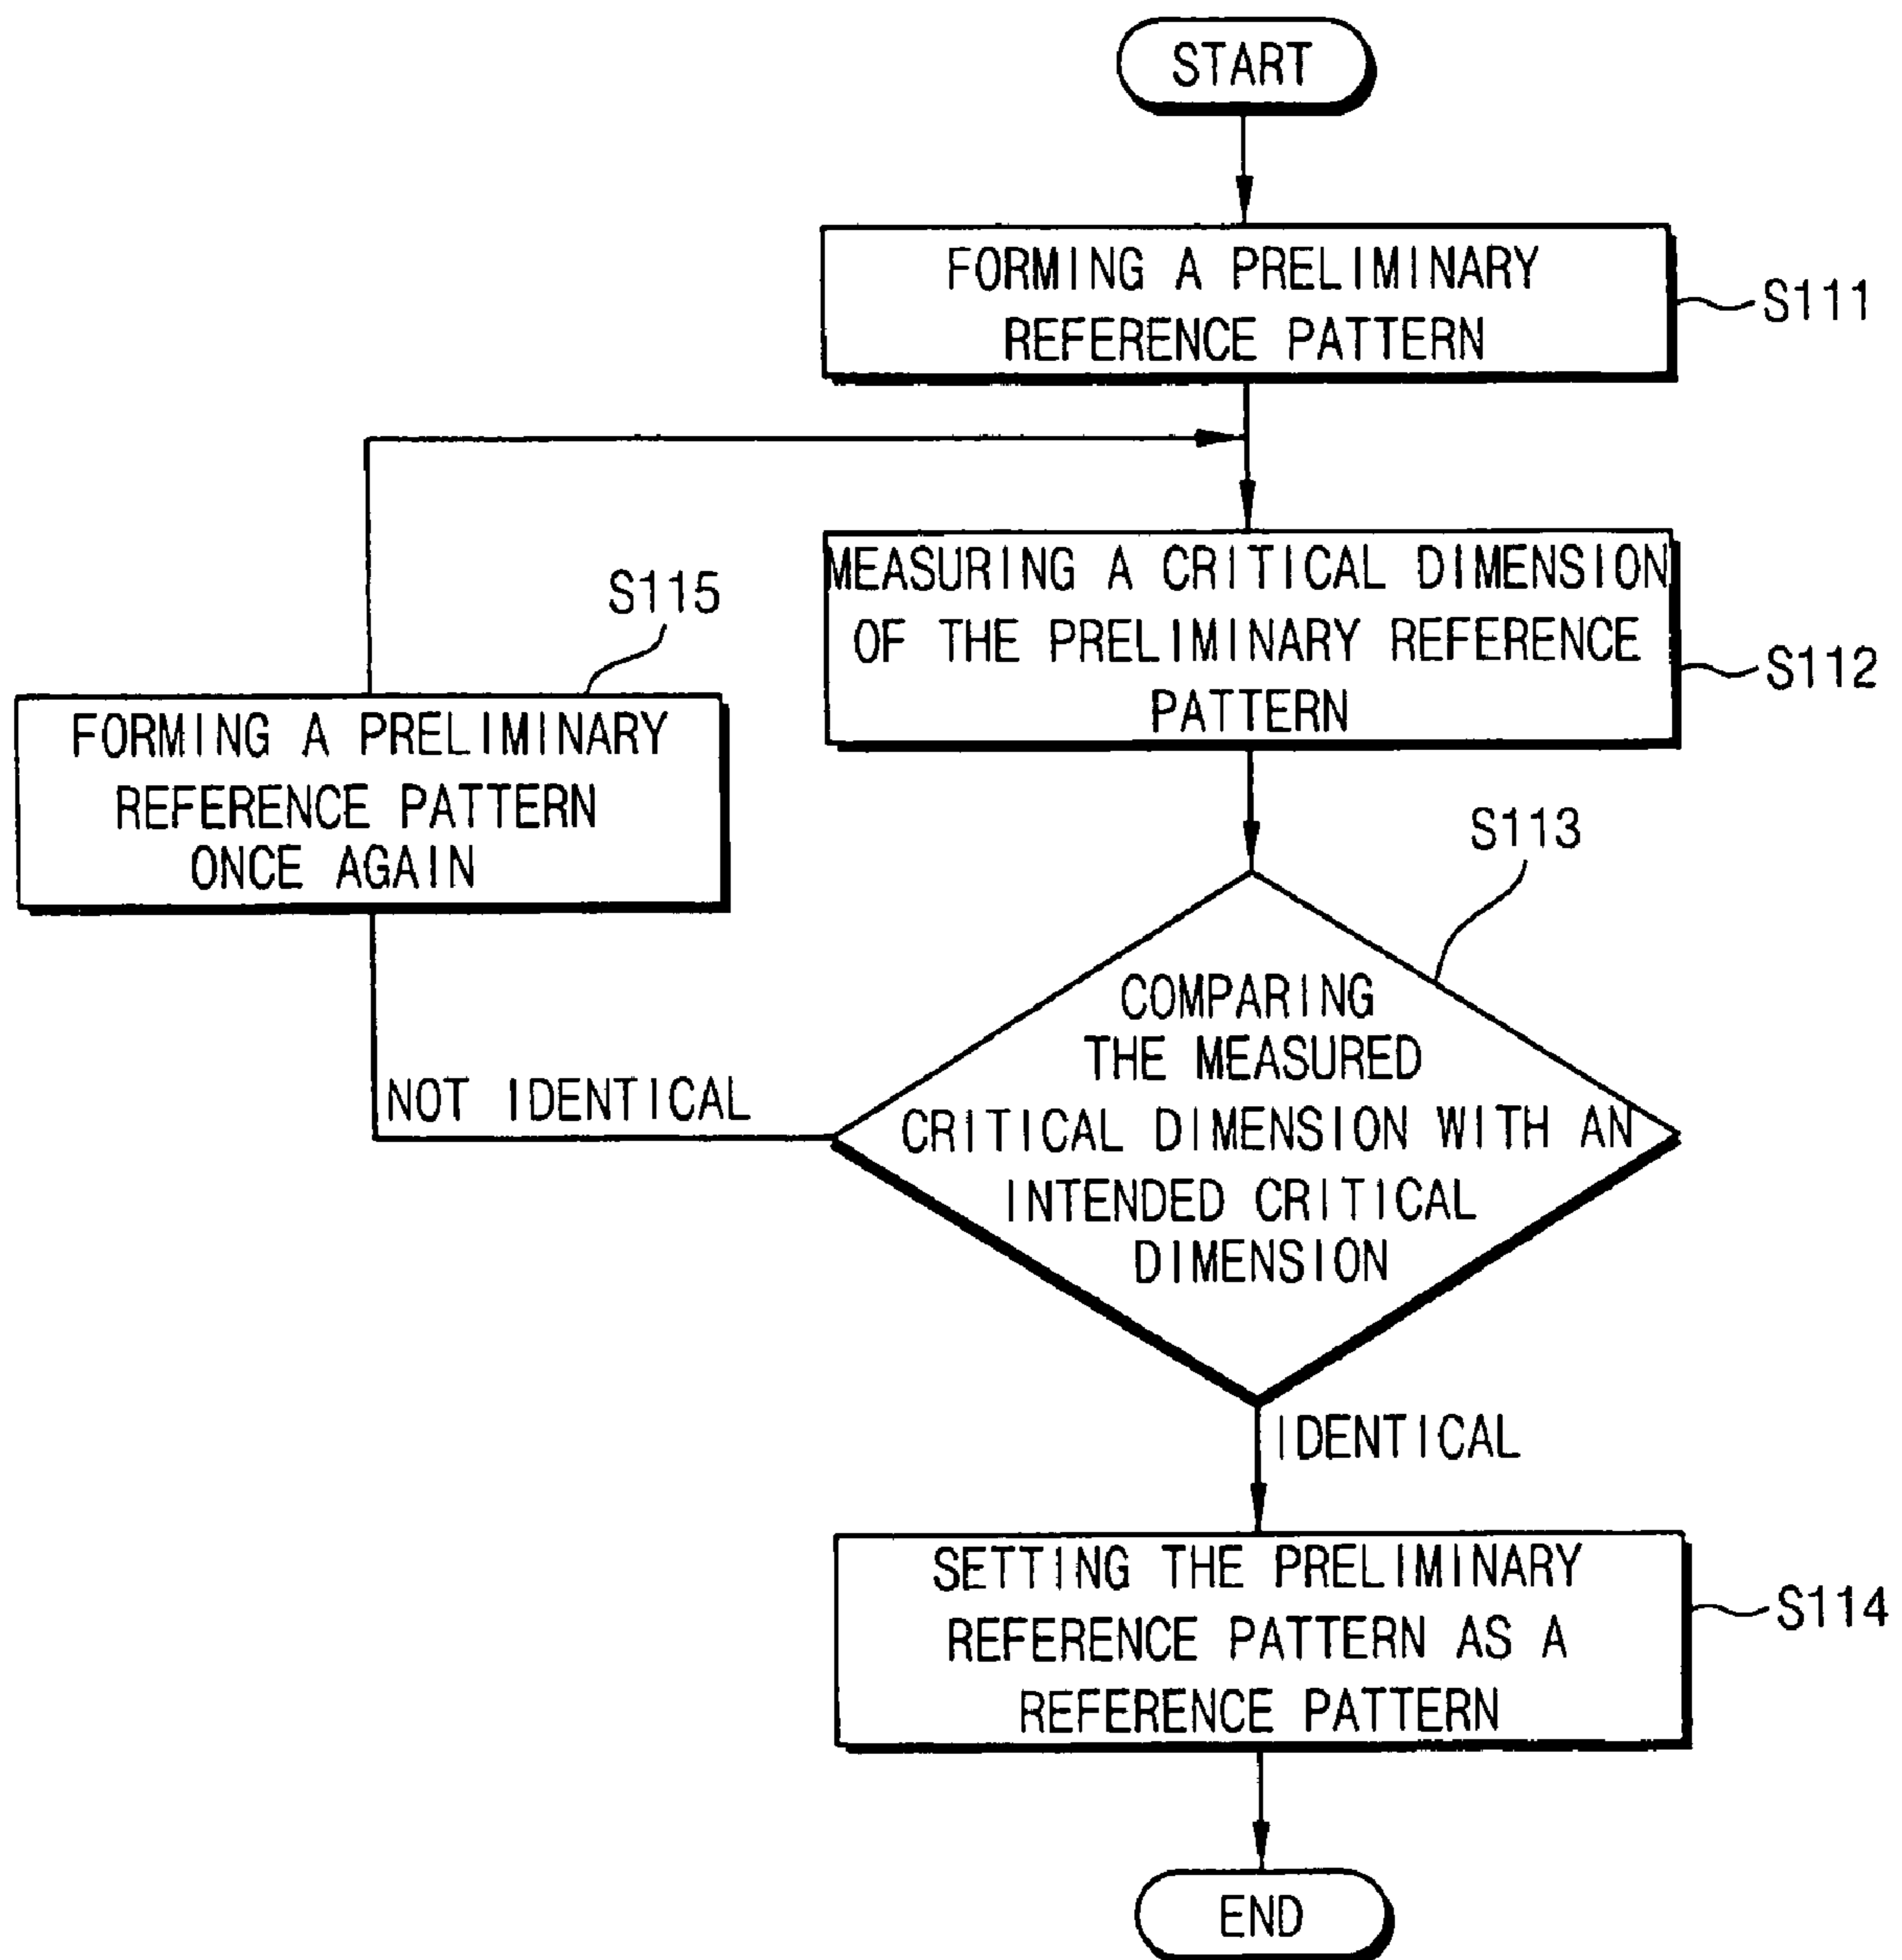 START
FORMING A PRELIMINARY
REFERENCE PATTERN
S111
MEASURING A CRITICAL DIMENSION
OF THE PRELIMINARY REFERENCE
PATTERN
S112
S115
FORMING A PRELIMINARY
REFERENCE PATTERN
ONCE AGAIN
S113
COMPARING
THE MEASURED
CRITICAL DIMENSION WITH AN
INTENDED CRITICAL
DIMENSION
NOT IDENTICAL
IDENTICAL
SETTING THE PRELIMINARY
REFERENCE PATTERN AS A
REFERENCE PATTERN
S114
END